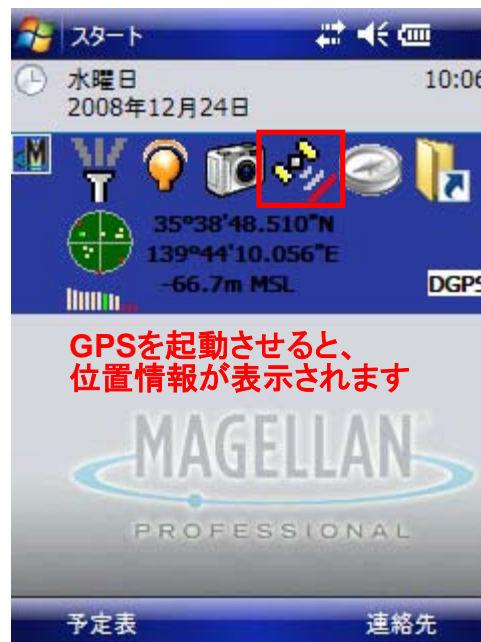 スタート
水曜日
10:06
2008年12月24日
M
35°38'48.510"N
139°44'10.056"E
-66.7m MSL
DGPS
GPSを起動させると、
位置情報が表示されます
MAGELLAN
PROFESSIONAL
予定表
連絡先